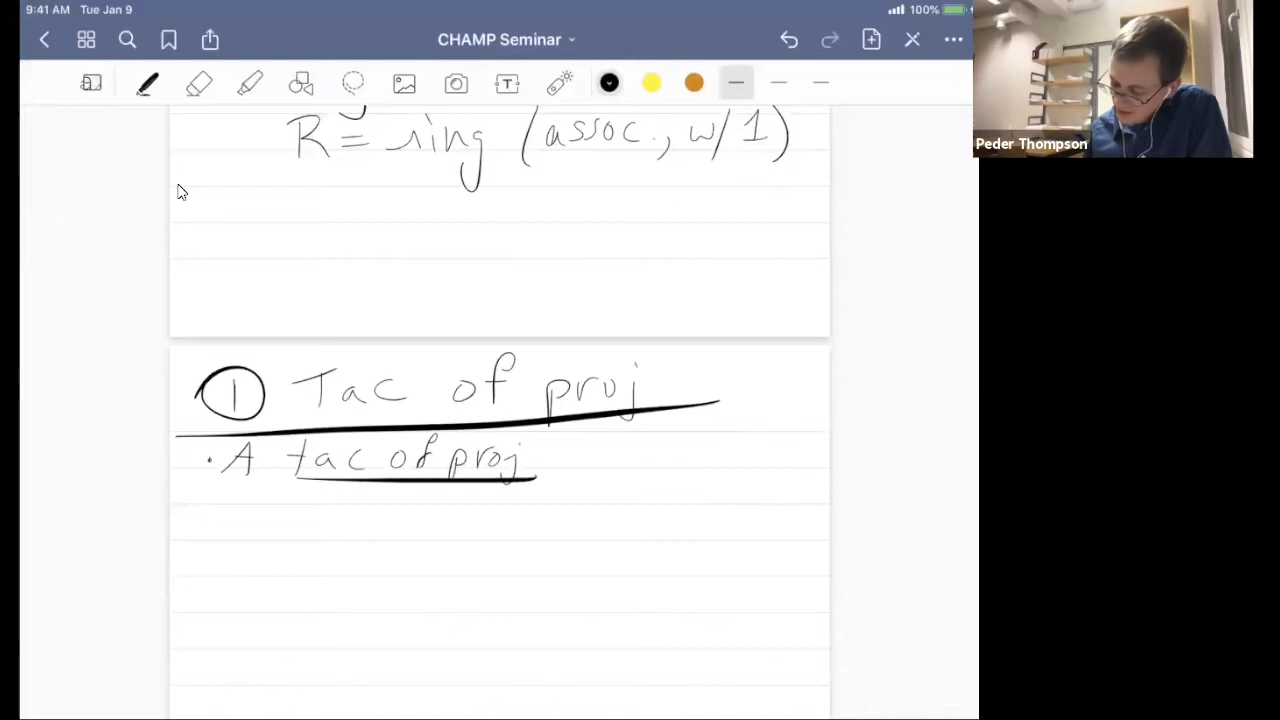 9:41 AM Tue Jan 9
100%
CHAMP Seminar
R = ring (assoc., w/1)
Peder Thompson
① Tac of proj
• A tac of proj